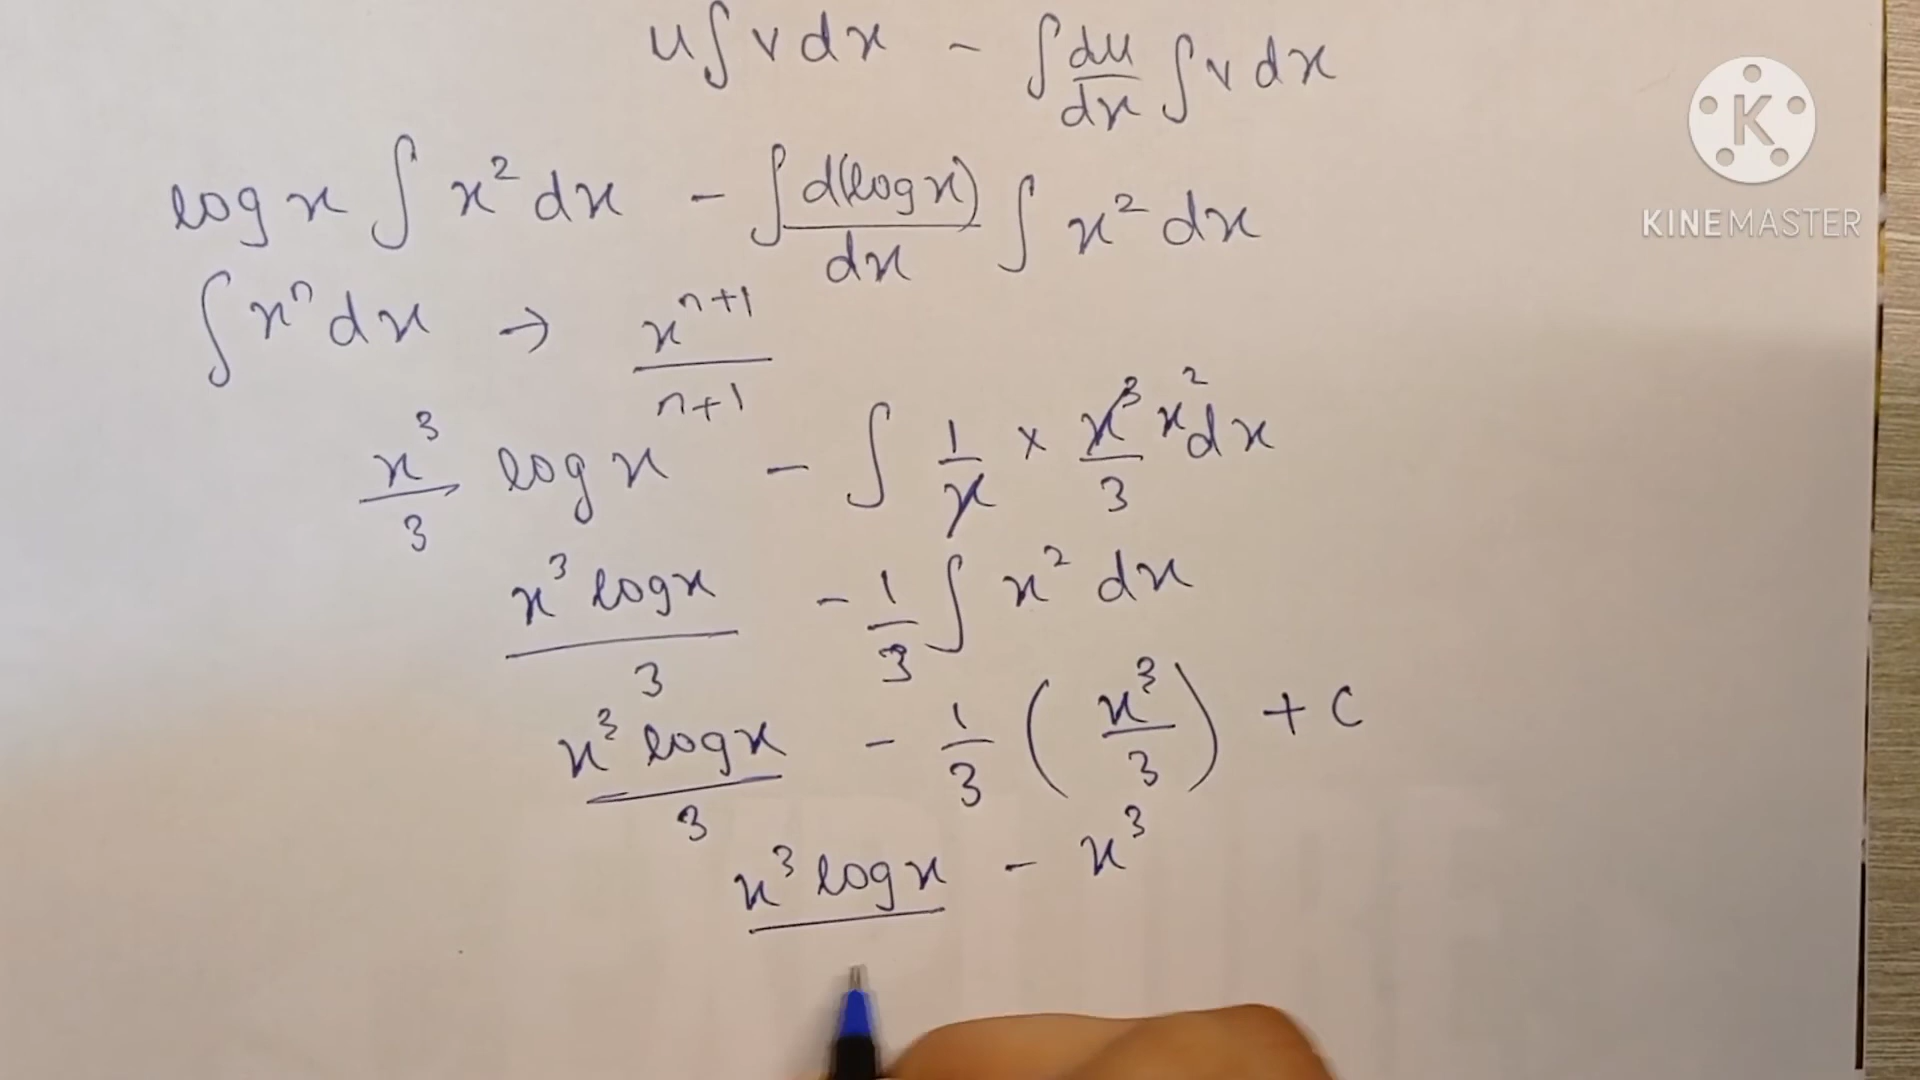 u∫v dx - ∫du/dx ∫v dx
K
KINEMASTER
log x ∫ x² dx - ∫d(log x)/dx ∫ x² dx
∫xⁿ dx → xⁿ⁺¹/n+1
x³/3 log x - ∫ 1/x × x³/3 x² dx
x³ log x/3 - 1/3 ∫ x² dx
x³ log x/3 - 1/3 (x³/3) + c
x³ log x - x³